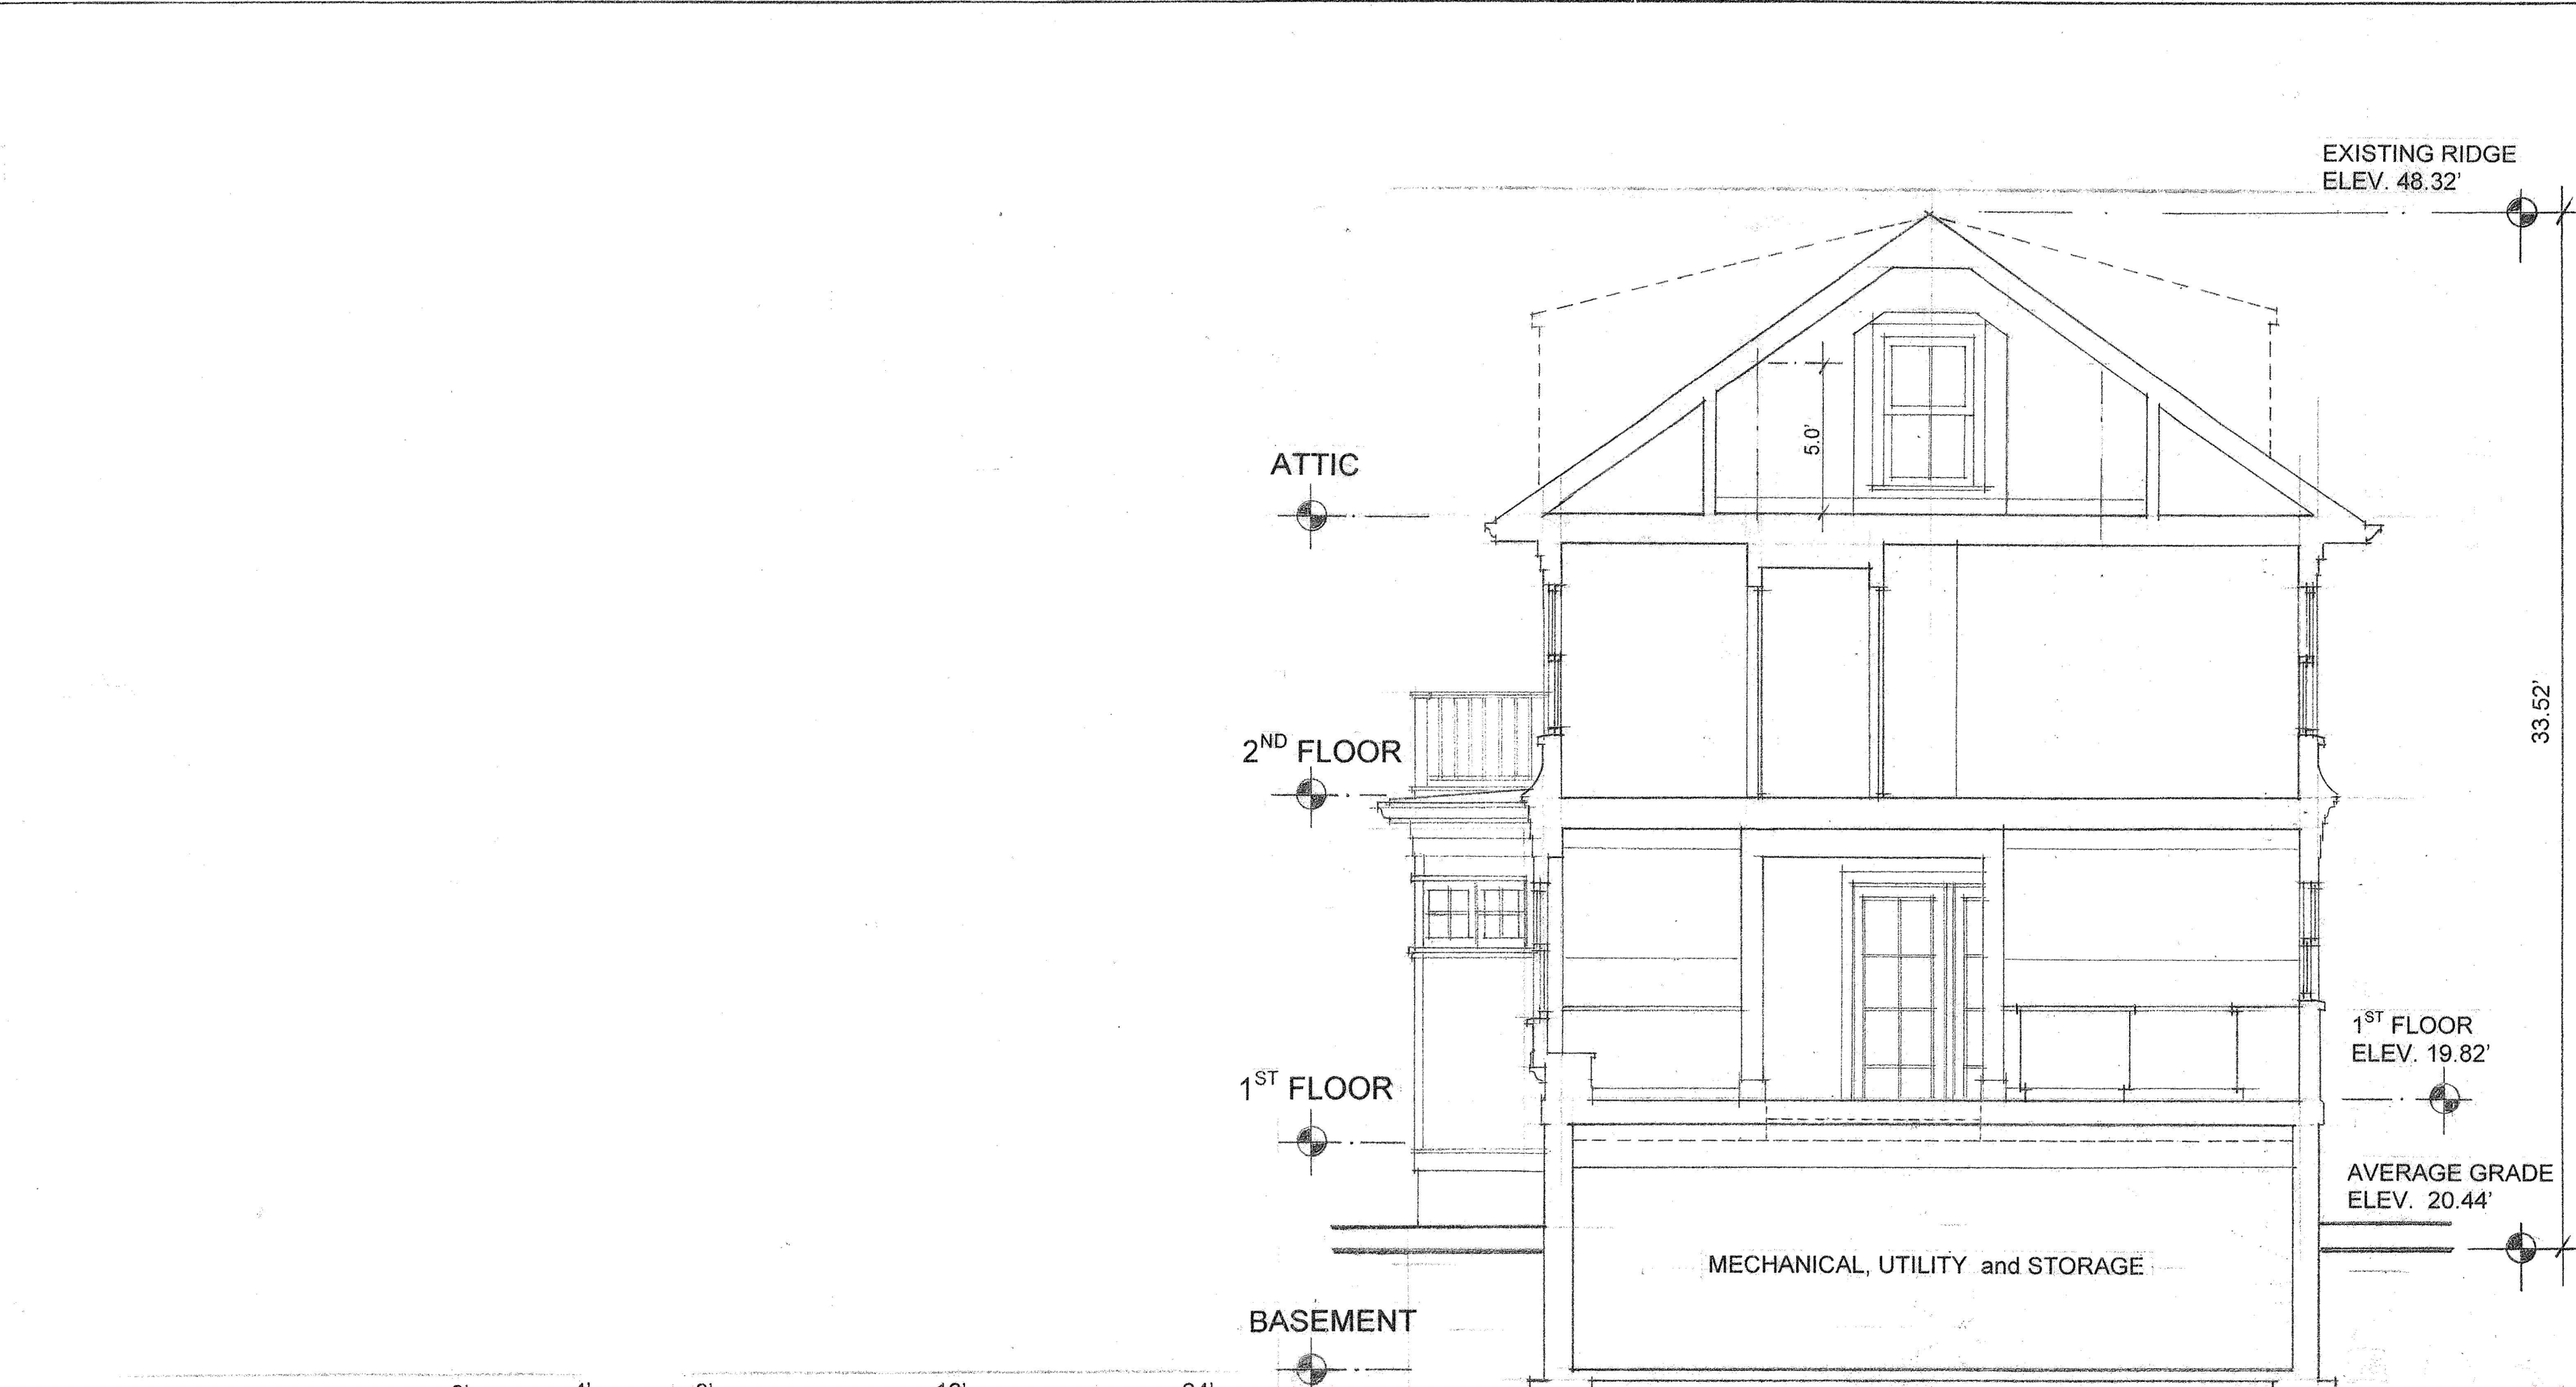 EXISTING RIDGE
ELEV. 48.32'
5.0'
ATTIC
2ND FLOOR
33.52'
1ST FLOOR
ELEV. 19.82'
1ST FLOOR
AVERAGE GRADE
ELEV. 20.44'
MECHANICAL, UTILITY and STORAGE
BASEMENT